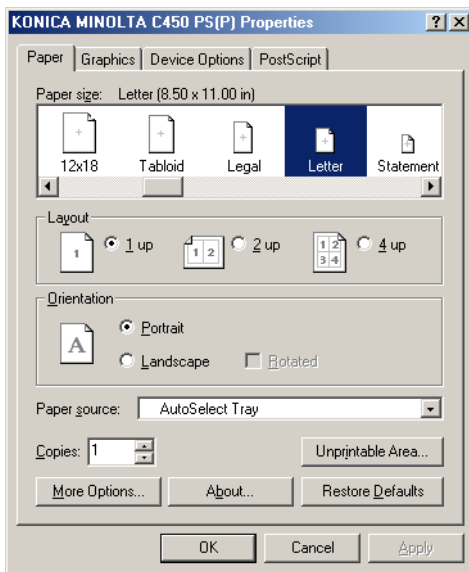 KONICA MINOLTA C450 PS(P) Properties ? X
Paper Graphics Device Options PostScript
Paper size: Letter (8.50 x 11.00 in)
12x18 Tabloid Legal Letter Statement
Layout
1 1 up 1 2 2 up 1 2 4 up
3 4
Orientation
A Portrait
Landscape Rotated
Paper source: AutoSelect Tray
Copies: 1 Unprintable Area...
More Options... About... Restore Defaults
OK Cancel Apply